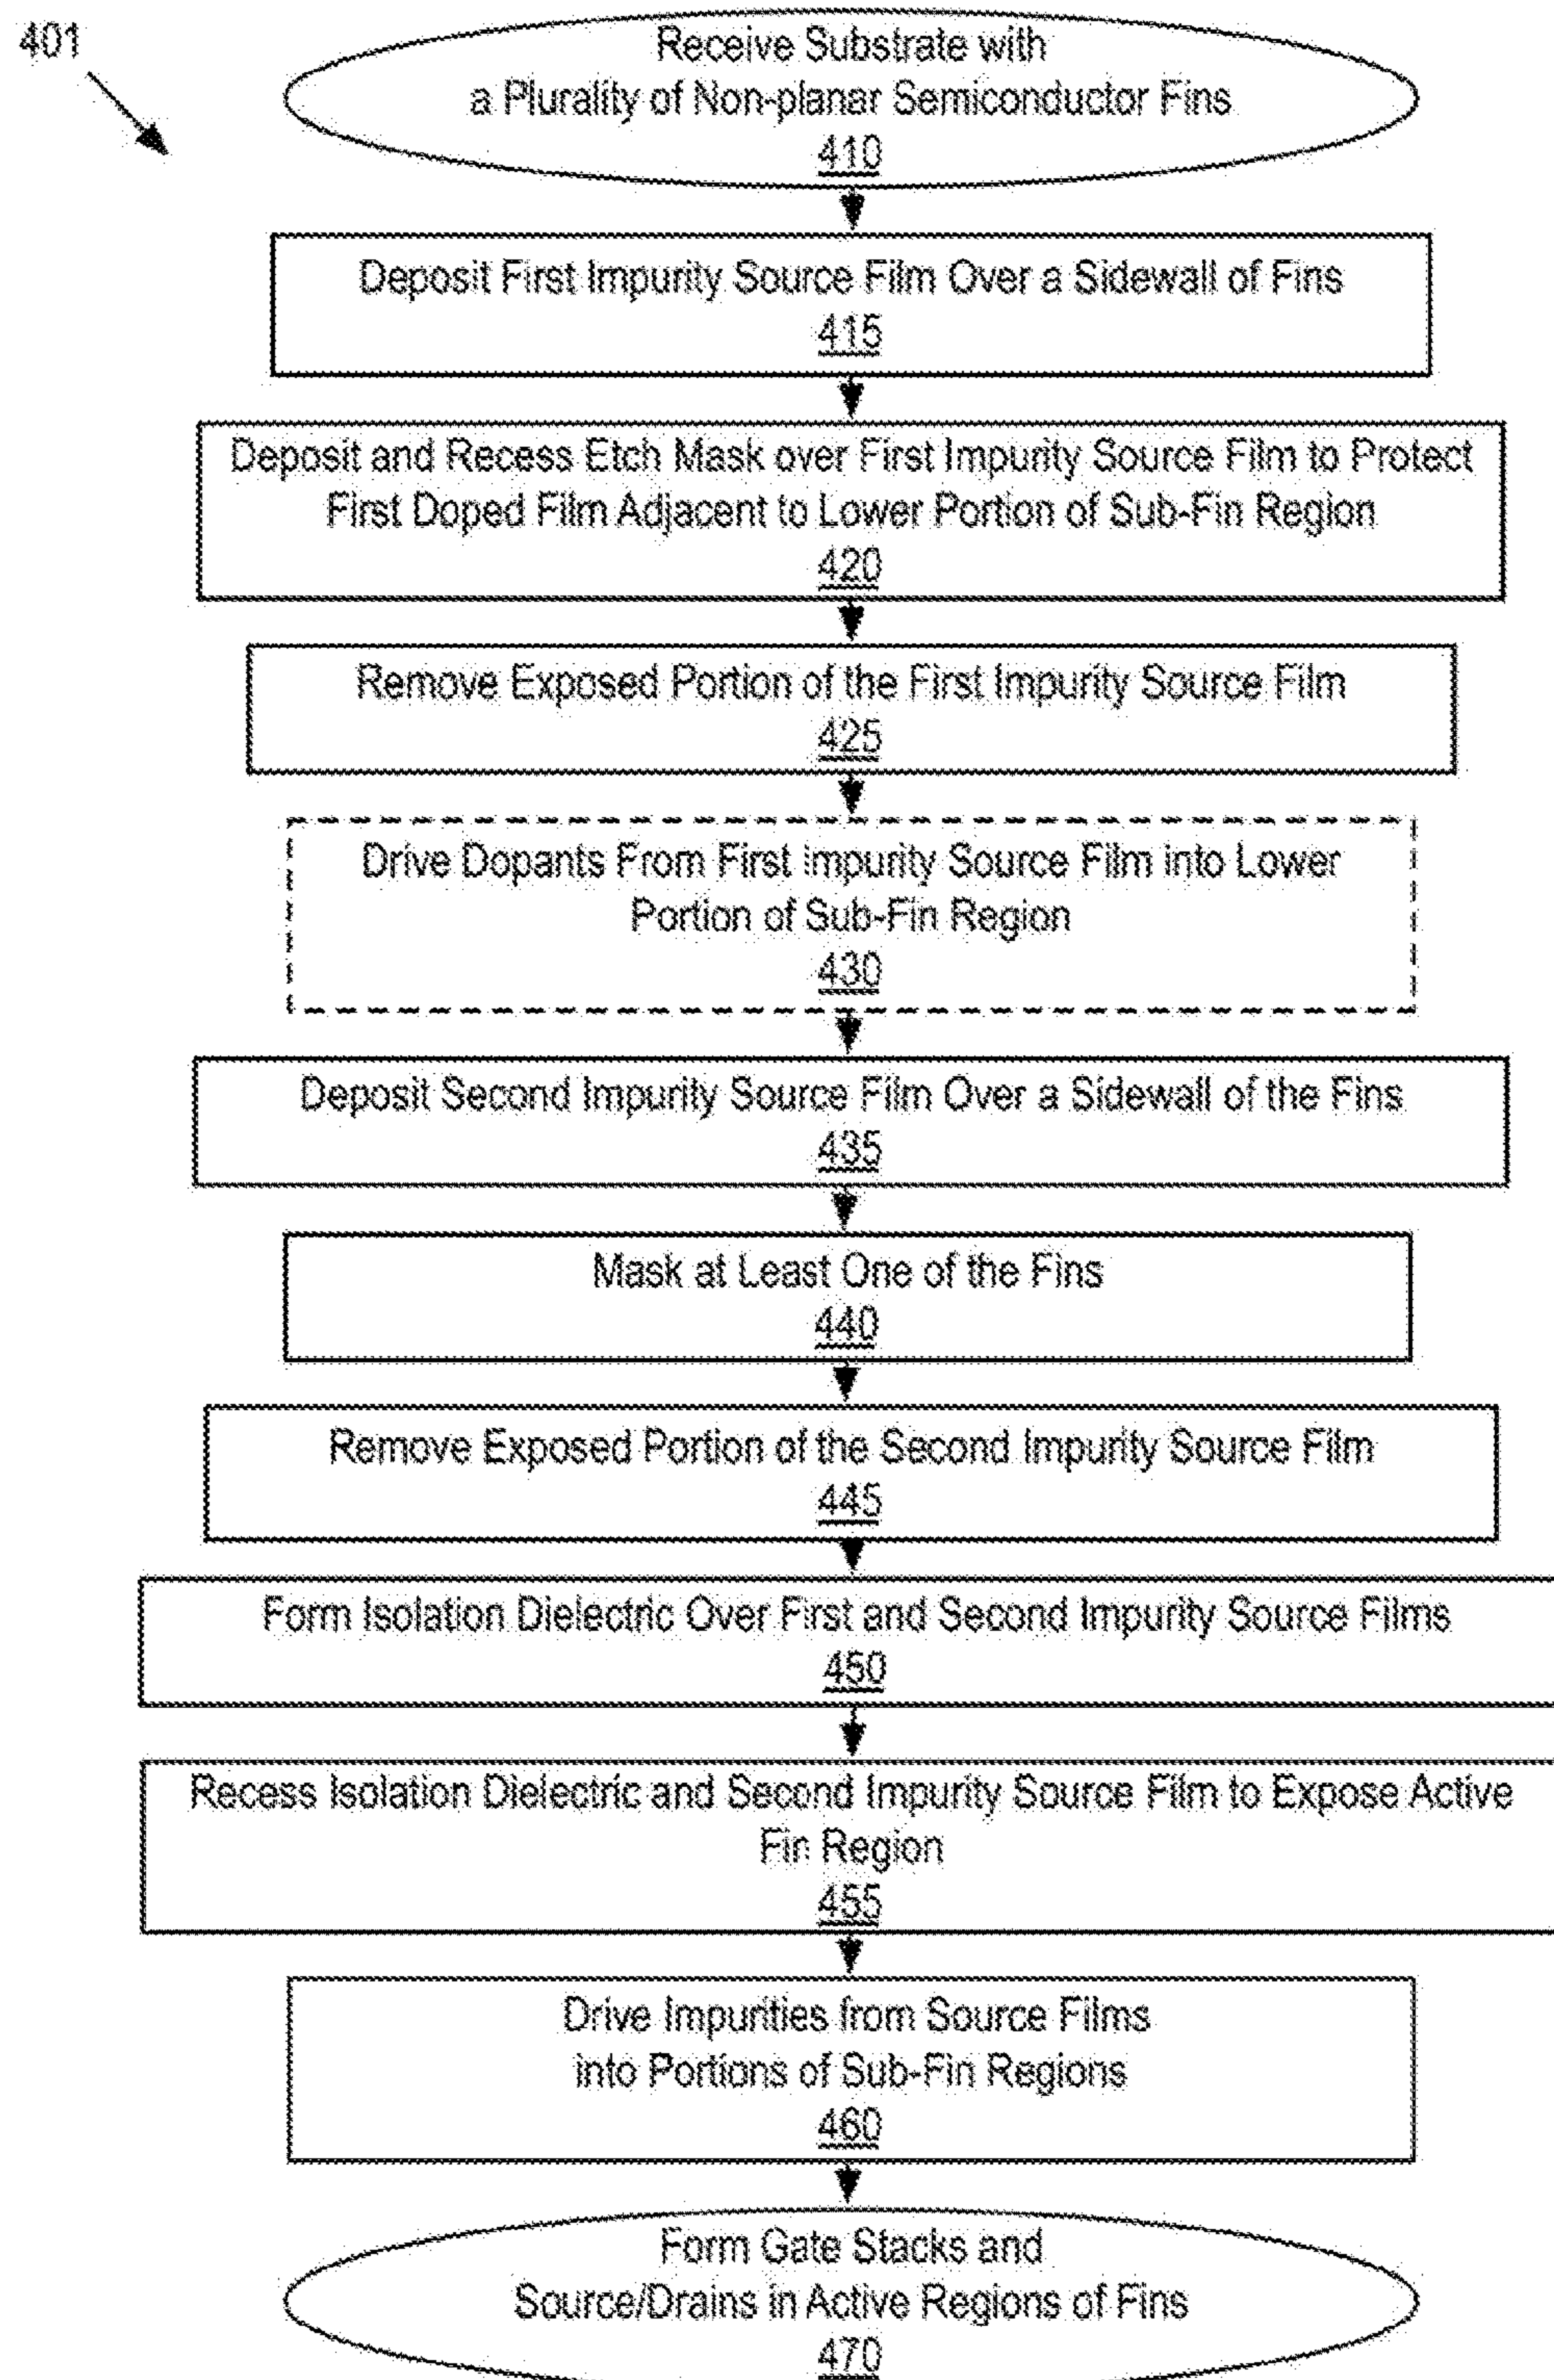 401
Receive Substrate with
a Plurality of Non-planar Semiconductor Fins
410
Deposit First Impurity Source Film Over a Sidewall of Fins
415
Deposit and Recess Etch Mask over First Impurity Source Film to Protect
First Doped Film Adjacent to Lower Portion of Sub-Fin Region
420
Remove Exposed Portion of the First Impurity Source Film
425
Drive Dopants From First Impurity Source Film into Lower
Portion of Sub-Fin Region
430
Deposit Second Impurity Source Film Over a Sidewall of the Fins
435
Mask at Least One of the Fins
440
Remove Exposed Portion of the Second Impurity Source Film
445
Form Isolation Dielectric Over First and Second Impurity Source Films
450
Recess Isolation Dielectric and Second Impurity Source Film to Expose Active
Fin Region
455
Drive Impurities from Source Films
into Portions of Sub-Fin Regions
460
Form Gate Stacks and
Source/Drains in Active Regions of Fins
470